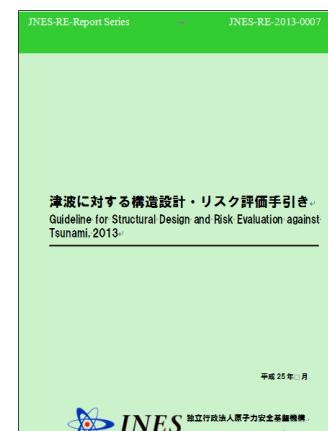 JNES-RE-Report Series JNES-RE-2013-0007
津波に対する構造設計・リスク評価手引き
Guideline for Structural Design and Risk Evaluation against
Tsunami, 2013
平成 25 年 月
JNES 独立行政法人原子力安全基盤機構